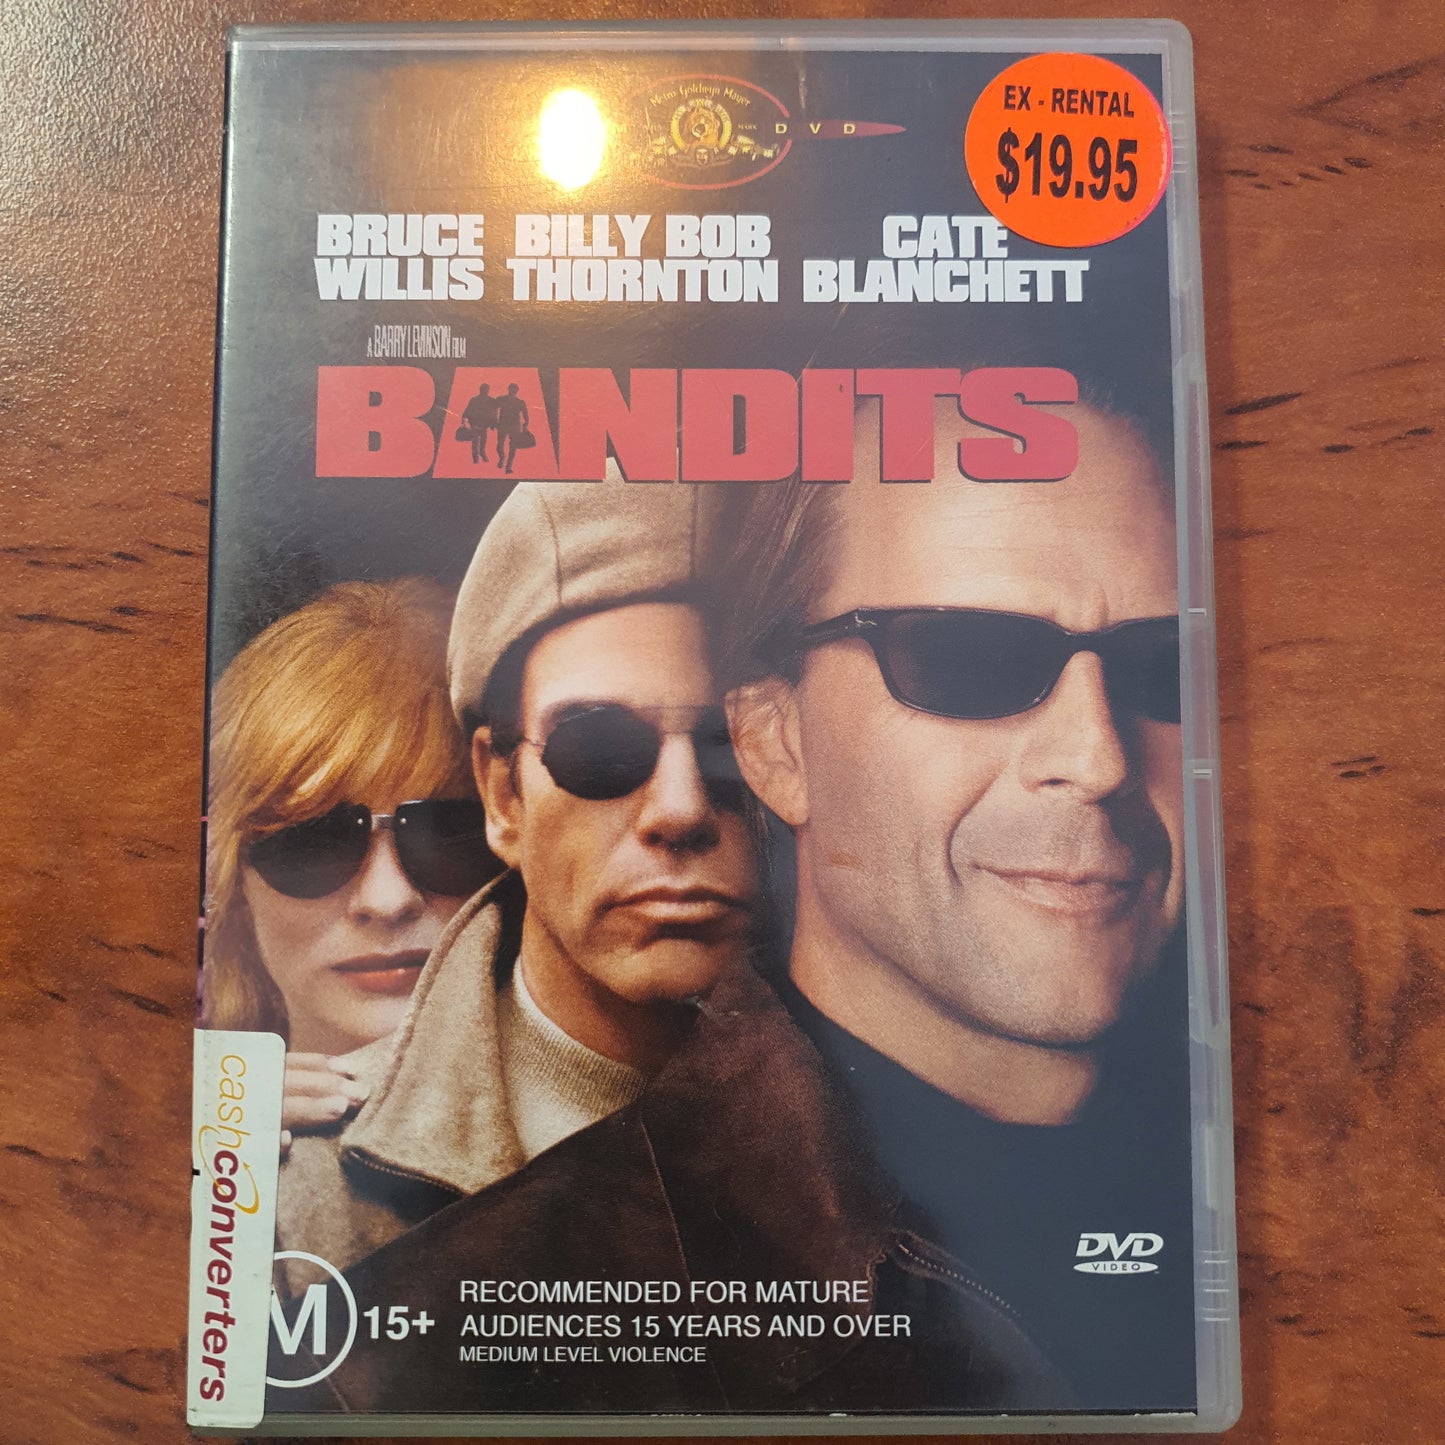 Metro Goldwyn Mayer
MARK
DVD
EX - RENTAL
$19.95
BRUCE WILLIS
BILLY BOB THORNTON
CATE BLANCHETT
A BARRY LEVINSON FILM
BANDITS
cash converters
M 15+
RECOMMENDED FOR MATURE
AUDIENCES 15 YEARS AND OVER
MEDIUM LEVEL VIOLENCE
DVD
VIDEO